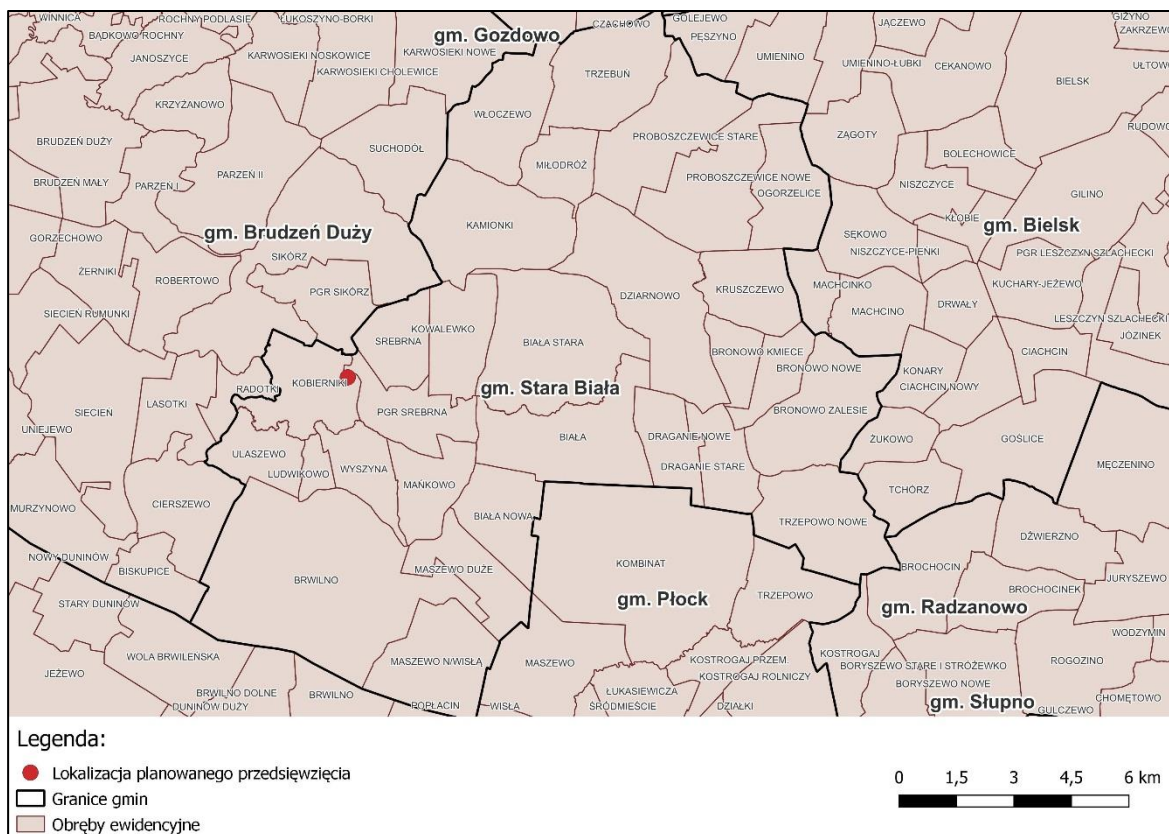 WINNICA
ROCHNY PODLASIE
ŁUKOSZYNO-BORKI
CZACHOWO
GOLEJEWO
JĄCZEWO
GIŻYNO
BĄDKOWO ROCHNY
gm. Gozdowo
PĘSZYNO
ZAKRZEWO
KARWOSIEKI NOSKOWICE
KARWOSIEKI NOWE
UMIENINO
JANOSZYCE
KARWOSIEKI CHOLEWICE
TRZEBUŃ
UMIENINO-ŁUBKI
CEKANOWO
BIELSK
UŁTOWO
KRZYŻANOWO
WŁOCZEWO
RUDOWO
BRUDZEŃ DUŻY
SUCHODÓŁ
PROBOSZCZEWICE STARE
ZĄGOTY
BOLECHOWICE
MIŁODRÓŻ
PARZEŃ II
PROBOSZCZEWICE NOWE
BRUDZEŃ MAŁY
PARZEŃ I
OGORZELICE
NISZCZYCE
GILINO
KŁOBIE
KAMIONKI
gm. Brudzeń Duży
gm. Bielsk
SĘKOWO
GORZECHOWO
NISZCZYCE-PIENKI
PGR LESZCZYN SZLACHECKI
SIKÓRZ
ŻERNIKI
ROBERTOWO
MACHCINKO
KUCHARY-JEŻEWO
KRUSZCZEWO
PGR SIKÓRZ
DZIARNOWO
DRWAŁY
MACHCINO
SIECIEŃ RUMUNKI
LESZCZYN SZLACHECKI
KOWALEWKO
JÓZINEK
SREBRNA
BIAŁA STARA
BRONOWO KMIECE
CIACHCIN
BRONOWO NOWE
KONARY
KOBIERNIKI
gm. Stara Biała
RADOTKI
CIACHCIN NOWY
LASOTKI
SIECIEŃ
PGR SREBRNA
BRONOWO ZALESIE
UNIEJEWO
BIAŁA
DRAGANIE NOWE
ŻUKOWO
GOŚLICE
ULASZEWO
MĘCZENINO
WYSZYNA
DRAGANIE STARE
LUDWIKOWO
MAŃKOWO
TCHÓRZ
CIERSZEWO
MURZYNOWO
BIAŁA NOWA
TRZEPOWO NOWE
DŹWIERZNO
NOWY DUNINÓW
KOMBINAT
BROCHOCIN
BISKUPICE
MASZEWO DUŻE
JURYSZEWO
BRWILNO
BROCHOCINEK
TRZEPOWO
gm. Płock
gm. Radzanowo
STARY DUNINÓW
WODZYMIN
KOSTROGAJ
WOLA BRWILEŃSKA
MASZEWO N/WISŁĄ
MASZEWO
KOSTROGAJ PRZEM.
BORYSZEWO STARE I STRÓŻEWKO
ROGOZINO
JEŻEWO
KOSTROGAJ ROLNICZY
BORYSZEWO NOWE
BRWILNO DOLNE
BRWILNO
ŁUKASIEWICZA
CHOMĘTOWO
DUNINÓW DUŻY
POPŁACIN
WISŁA
ŚRÓDMIEŚCIE
DZIAŁKI
gm. Słupno
GULCZEWO
Legenda:
Lokalizacja planowanego przedsięwzięcia
Granice gmin
Obręby ewidencyjne
0 1,5 3 4,5 6 km